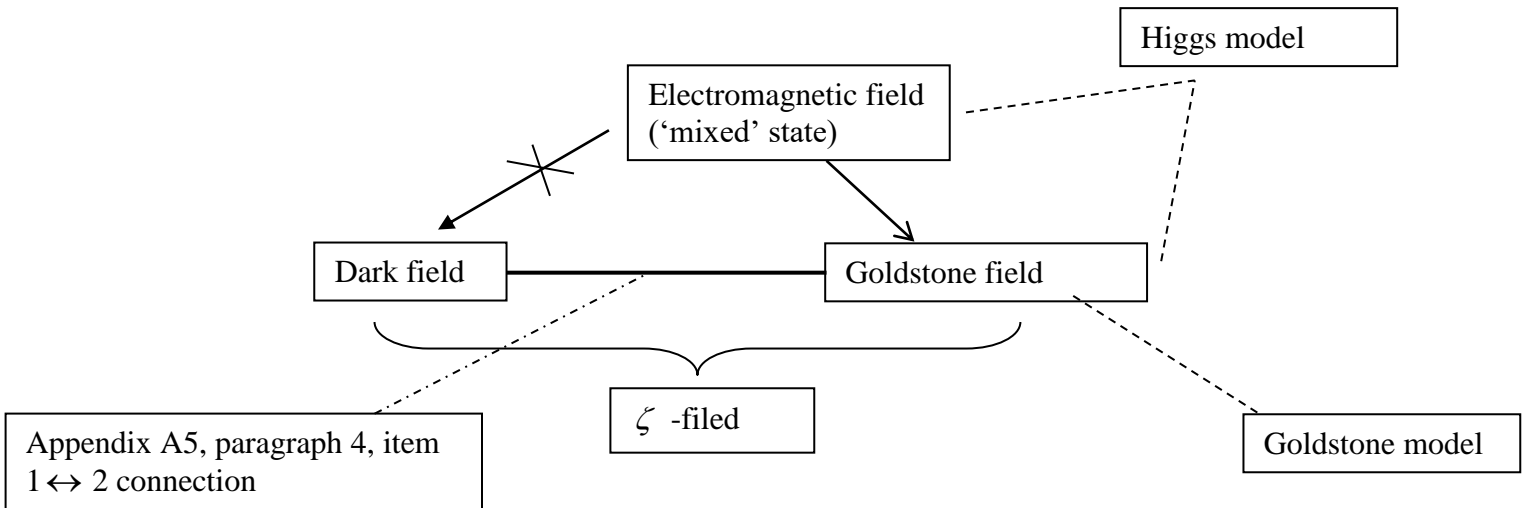 Higgs model
Electromagnetic field
(‘mixed’ state)
Dark field
Goldstone field
ζ -filed
Appendix A5, paragraph 4, item
1↔ 2 connection
Goldstone model